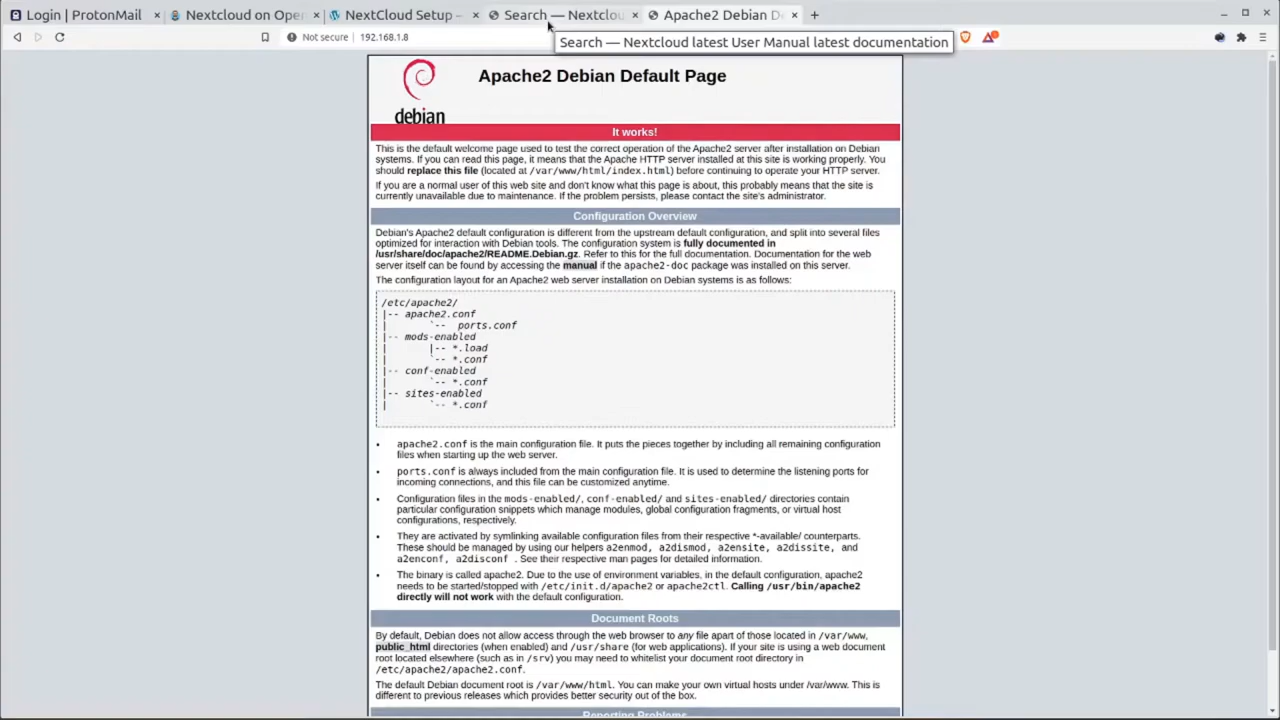 Login | ProtonMail
Nextcloud on Ope
NextCloud Setup –
Search — Nextclou
Apache2 Debian D
Not secure
192.168.1.8
Search — Nextcloud latest User Manual latest documentation
debian
Apache2 Debian Default Page
It works!
This is the default welcome page used to test the correct operation of the Apache2 server after installation on Debian
systems. If you can read this page, it means that the Apache HTTP server installed at this site is working properly. You
should replace this file (located at /var/www/html/index.html) before continuing to operate your HTTP server.
If you are a normal user of this web site and don't know what this page is about, this probably means that the site is
currently unavailable due to maintenance. If the problem persists, please contact the site's administrator.
Configuration Overview
Debian's Apache2 default configuration is different from the upstream default configuration, and split into several files
optimized for interaction with Debian tools. The configuration system is fully documented in
/usr/share/doc/apache2/README.Debian.gz. Refer to this for the full documentation. Documentation for the web
server itself can be found by accessing the manual if the apache2-doc package was installed on this server.
The configuration layout for an Apache2 web server installation on Debian systems is as follows:
/etc/apache2/
|-- apache2.conf
|       `--  ports.conf
|-- mods-enabled
|       |-- *.load
|       `-- *.conf
|-- conf-enabled
|       `-- *.conf
|-- sites-enabled
|       `-- *.conf
• apache2.conf is the main configuration file. It puts the pieces together by including all remaining configuration
files when starting up the web server.
• ports.conf is always included from the main configuration file. It is used to determine the listening ports for
incoming connections, and this file can be customized anytime.
• Configuration files in the mods-enabled/, conf-enabled/ and sites-enabled/ directories contain
particular configuration snippets which manage modules, global configuration fragments, or virtual host
configurations, respectively.
• They are activated by symlinking available configuration files from their respective *-available/ counterparts.
These should be managed by using our helpers a2enmod, a2dismod, a2ensite, a2dissite, and
a2enconf, a2disconf . See their respective man pages for detailed information.
• The binary is called apache2. Due to the use of environment variables, in the default configuration, apache2
needs to be started/stopped with /etc/init.d/apache2 or apache2ctl. Calling /usr/bin/apache2
directly will not work with the default configuration.
Document Roots
By default, Debian does not allow access through the web browser to any file apart of those located in /var/www,
public_html directories (when enabled) and /usr/share (for web applications). If your site is using a web document
root located elsewhere (such as in /srv) you may need to whitelist your document root directory in
/etc/apache2/apache2.conf.
The default Debian document root is /var/www/html. You can make your own virtual hosts under /var/www. This is
different to previous releases which provides better security out of the box.
Reporting Problems